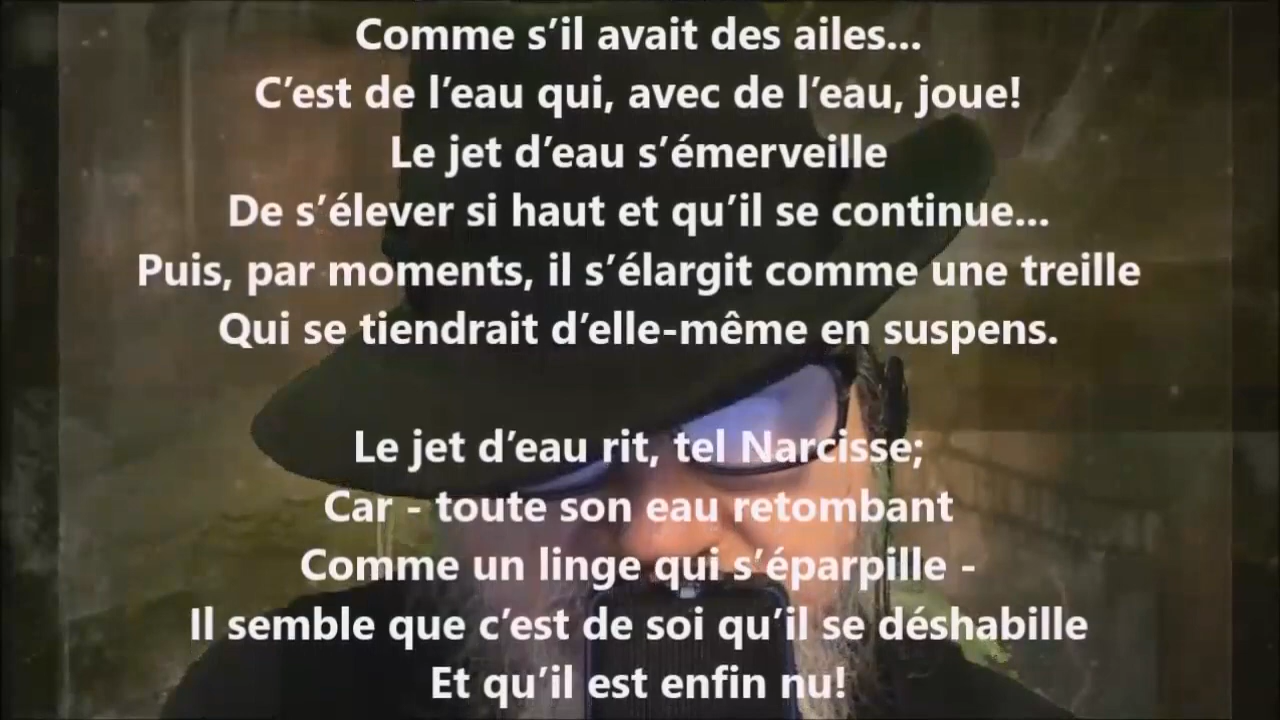 Comme s’il avait des ailes...
C’est de l’eau qui, avec de l’eau, joue!
Le jet d’eau s’émerveille
De s’élever si haut et qu’il se continue...
Puis, par moments, il s’élargit comme une treille
Qui se tiendrait d’elle-même en suspens.
Le jet d’eau rit, tel Narcisse;
Car - toute son eau retombant
Comme un linge qui s’éparpille -
Il semble que c’est de soi qu’il se déshabille
Et qu’il est enfin nu!